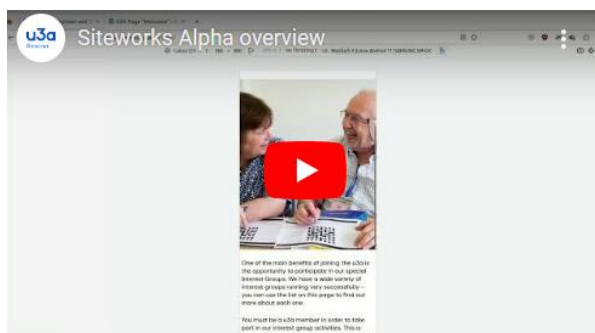 u3a
Beacon
Siteworks Alpha overview
One of the main benefits of joining the u3a is
the opportunity to participate in our special
Interest Groups. We have a wide variety of
interest groups running very successfully –
you can use the list on this page to find out
more about each one.
You must be a u3a member in order to take
part in our interest group activities. This is